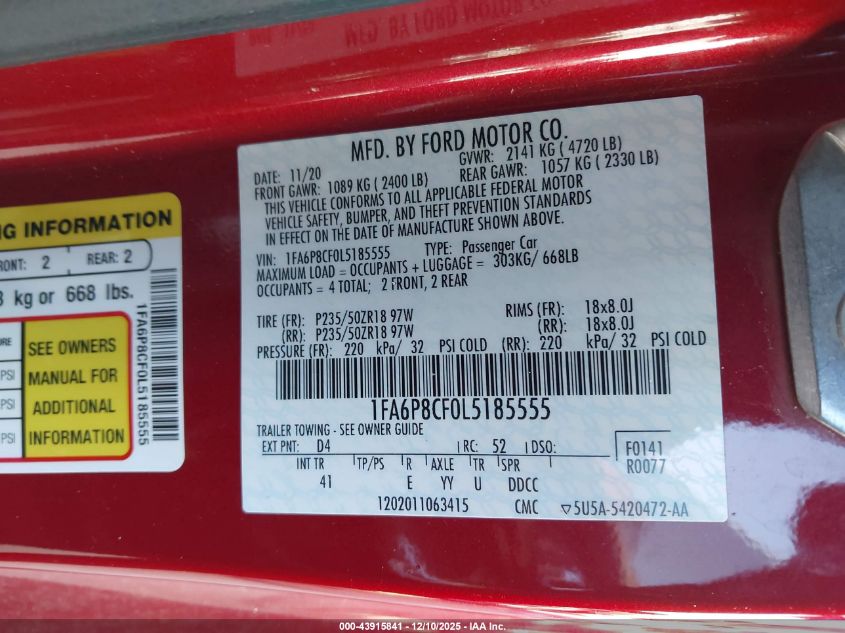 MFD. BY FORD MOTOR CO.
DATE: 11/20 GVWR: 2141 KG ( 4720 LB)
FRONT GAWR: 1089 KG ( 2400 LB) REAR GAWR: 1057 KG ( 2330 LB)
THIS VEHICLE CONFORMS TO ALL APPLICABLE FEDERAL MOTOR
VEHICLE SAFETY, BUMPER, AND THEFT PREVENTION STANDARDS
IN EFFECT ON THE DATE OF MANUFACTURE SHOWN ABOVE.
VIN: 1FA6P8CF0L5185555 TYPE: Passenger Car
MAXIMUM LOAD = OCCUPANTS + LUGGAGE = 303KG/ 668LB
OCCUPANTS = 4 TOTAL; 2 FRONT, 2 REAR
TIRE (FR): P235/50ZR18 97W RIMS (FR): 18x8.0J
(RR): P235/50ZR18 97W (RR): 18x8.0J
PRESSURE (FR): 220 kPa/ 32 PSI COLD (RR): 220 kPa/ 32 PSI COLD
1FA6P8CF0L5185555
TRAILER TOWING - SEE OWNER GUIDE
EXT PNT: D4 RC: 52 DSO: F0141
R0077
INT TR TP/PS R AXLE TR SPR
41 E YY U DDCC
1202011063415 CMC ▽5U5A-5420472-AA
NG INFORMATION
FRONT: 2 REAR: 2
kg or 668 lbs.
SEE OWNERS
MANUAL FOR
ADDITIONAL
INFORMATION
PSI
PSI
PSI
1FA6P8CF0L5185555
000-43915841 - 12/10/2025 - IAA Inc.